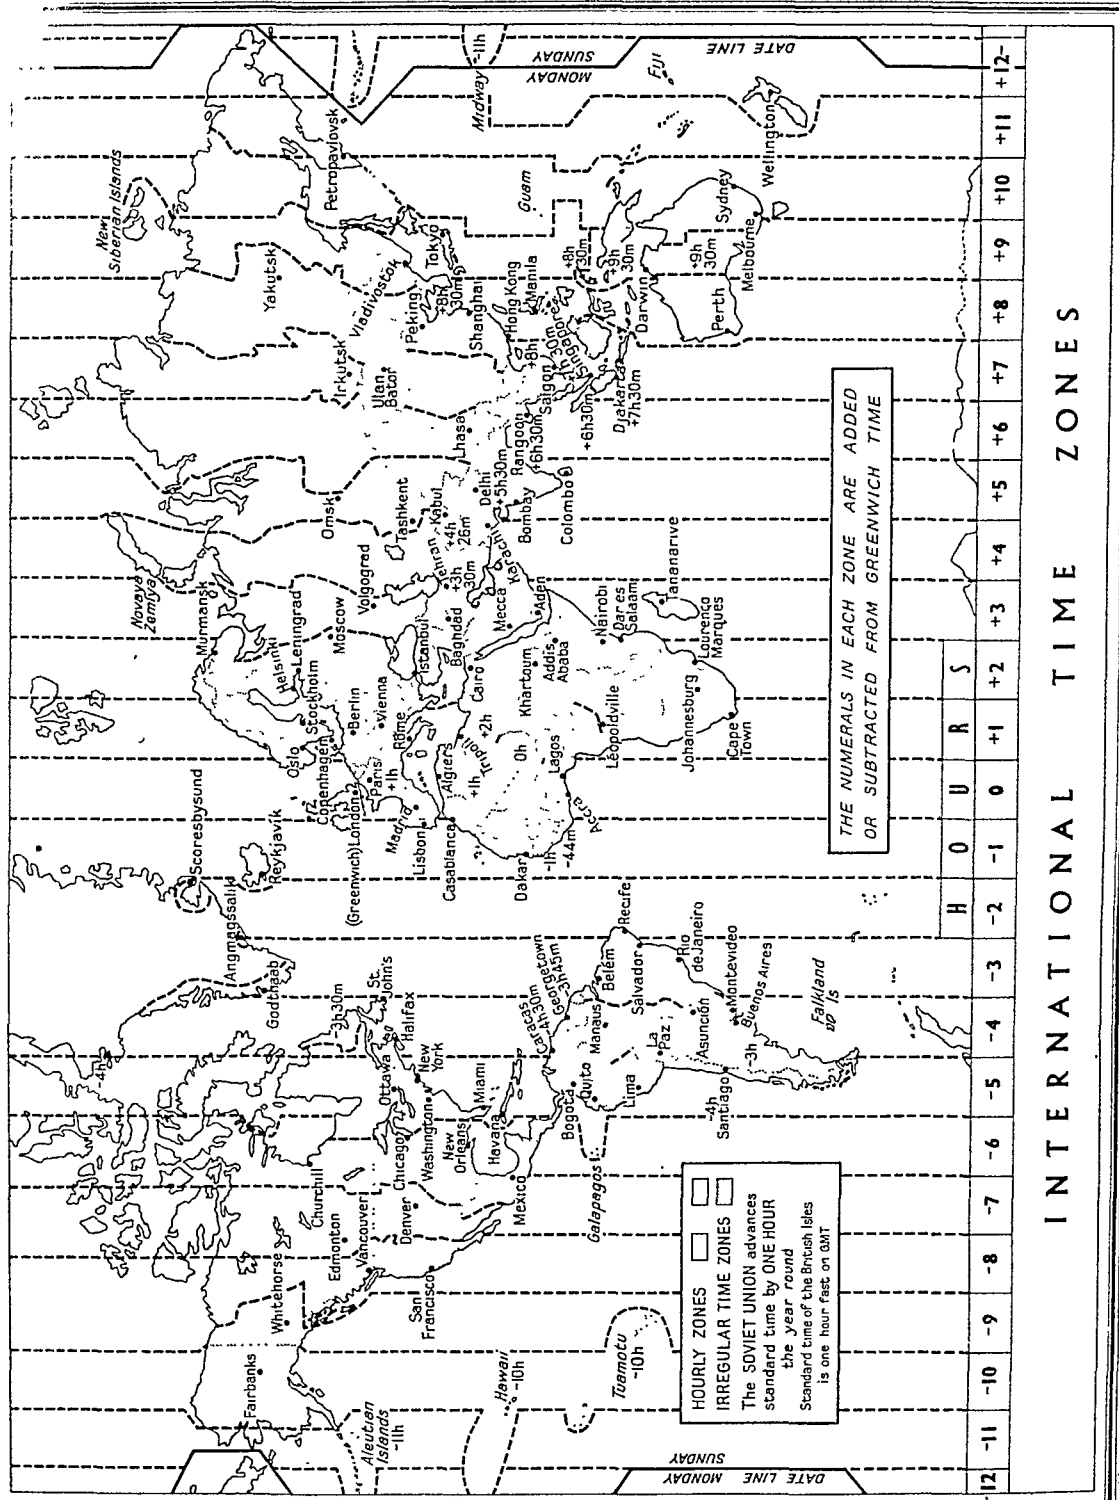 INTERNATIONAL TIME ZONES
HOURS
-12
-11
-10
-9
-8
-7
-6
-5
-4
-3
-2
-1
0
+1
+2
+3
+4
+5
+6
+7
+8
+9
+10
+11
+12-
THE NUMERALS IN EACH ZONE ARE ADDED
OR SUBTRACTED FROM GREENWICH TIME
HOURLY ZONES
IRREGULAR TIME ZONES
The SOVIET UNION advances
standard time by ONE HOUR
the year round
Standard time of the British Isles
is one hour fast on GMT
DATE LINE
MONDAY
SUNDAY
DATE LINE
MONDAY
SUNDAY
Aleutian
Islands
-11h
Fairbanks
Whitehorse
Hawaii
-10h
Tuamotu
-10h
San
Francisco
Vancouver
Edmonton
Denver
Churchill
Mexico
Galapagos
Chicago
New
Orleans
Havana
Washington
Ottawa
Miami
New
York
Halifax
St.
John's
-3h30m
-4h
Godthaab
Angmagssalik
Scoresbysund
Reykjavik
Bogota
Quito
Lima
-4h
Santiago
-3h
La
Paz
Manaus
Caracas
-4h30m
Georgetown
-3h45m
Belém
Salvador
Recife
Rio
de Janeiro
Asunción
Montevideo
Buenos Aires
Falkland
Is
(Greenwich) London
Lisbon
Madrid
Casablanca
Dakar
-1h
-44m
Accra
Paris
+1h
Algiers
+1h
Tripoli
+2h
0h
Lagos
Léopoldville
Oslo
Copenhagen
Stockholm
Berlin
Vienna
Rome
Helsinki
Leningrad
Murmansk
Moscow
Istanbul
Cairo
Khartoum
Addis
Ababa
Johannesburg
Cape
Town
Lourenço
Marques
Dar es
Salaam
Nairobi
Tananarive
Aden
Mecca
Baghdad
Volgograd
Tehran
+3h
30m
Novaya
Zemlya
Kabul
+4h
26m
Tashkent
Omsk
Karachi
Delhi
+5h30m
Bombay
Colombo
Lhasa
Rangoon
+6h30m
+6h30m
Saigon
Singapore
7h30m
Djakarta
+7h30m
Irkutsk
Ulan
Bator
Peking
Shanghai
Hong Kong
+8h
Manila
+8h
30m
Vladivostok
Yakutsk
Tokyo
New
Siberian Islands
+8h
30m
+9h
30m
Darwin
Perth
+9h
30m
Melbourne
Sydney
Guam
Petropavlovsk
Wellington
Midway -11h
Fiji